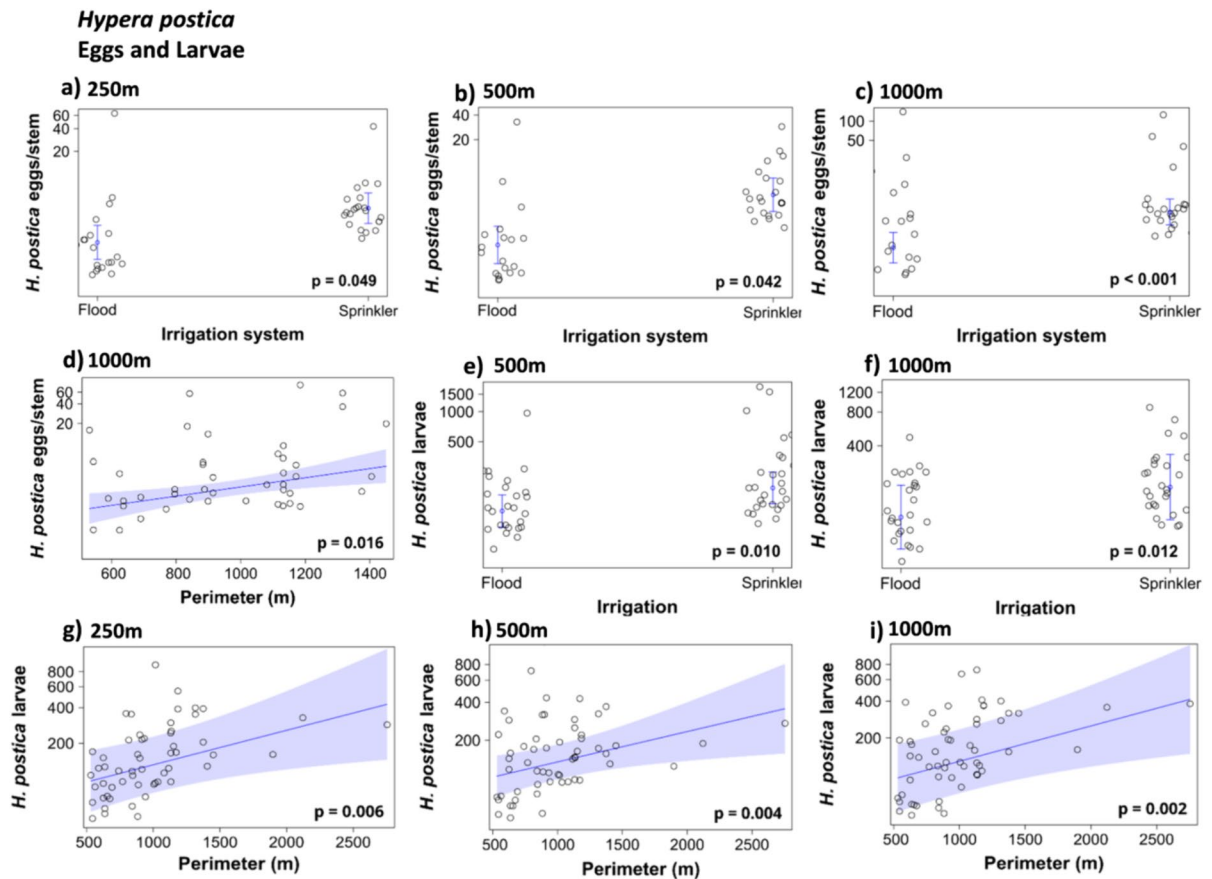 Hypera postica
Eggs and Larvae
a) 250m
H. postica eggs/stem
60
40
20
p = 0.049
Flood
Sprinkler
Irrigation system
b) 500m
H. postica eggs/stem
40
20
p = 0.042
Flood
Sprinkler
Irrigation system
c) 1000m
H. postica eggs/stem
100
50
p < 0.001
Flood
Sprinkler
Irrigation system
d) 1000m
H. postica eggs/stem
60
40
20
p = 0.016
600 800 1000 1200 1400
Perimeter (m)
e) 500m
H. postica larvae
1500
1000
500
p = 0.010
Flood
Sprinkler
Irrigation
f) 1000m
H. postica larvae
1200
800
400
p = 0.012
Flood
Sprinkler
Irrigation
g) 250m
H. postica larvae
800
600
400
200
p = 0.006
500 1000 1500 2000 2500
Perimeter (m)
h) 500m
H. postica larvae
800
400
200
p = 0.004
500 1000 1500 2000 2500
Perimeter (m)
i) 1000m
H. postica larvae
800
400
200
p = 0.002
500 1000 1500 2000 2500
Perimeter (m)